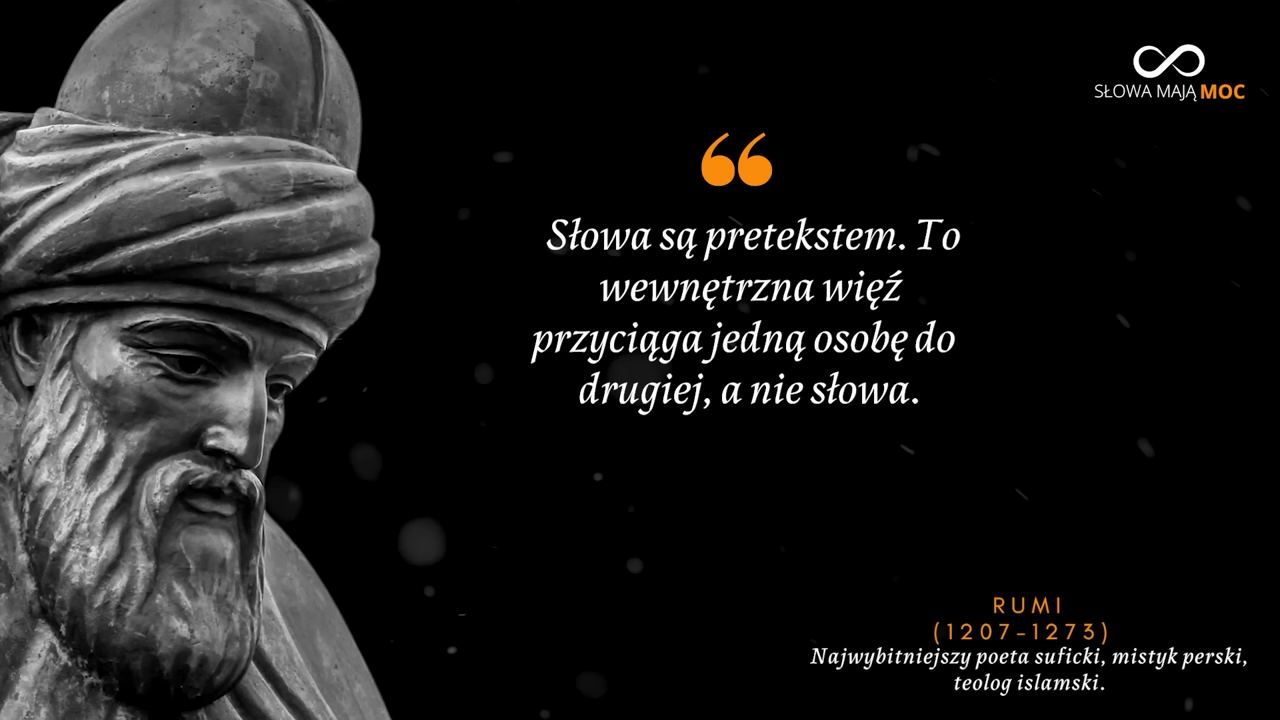 SŁOWA MAJĄ MOC
Słowa są pretekstem. To
wewnętrzna więź
przyciąga jedną osobę do
drugiej, a nie słowa.
RUMI
(1207-1273)
Najwybitniejszy poeta suficki, mistyk perski,
teolog islamski.